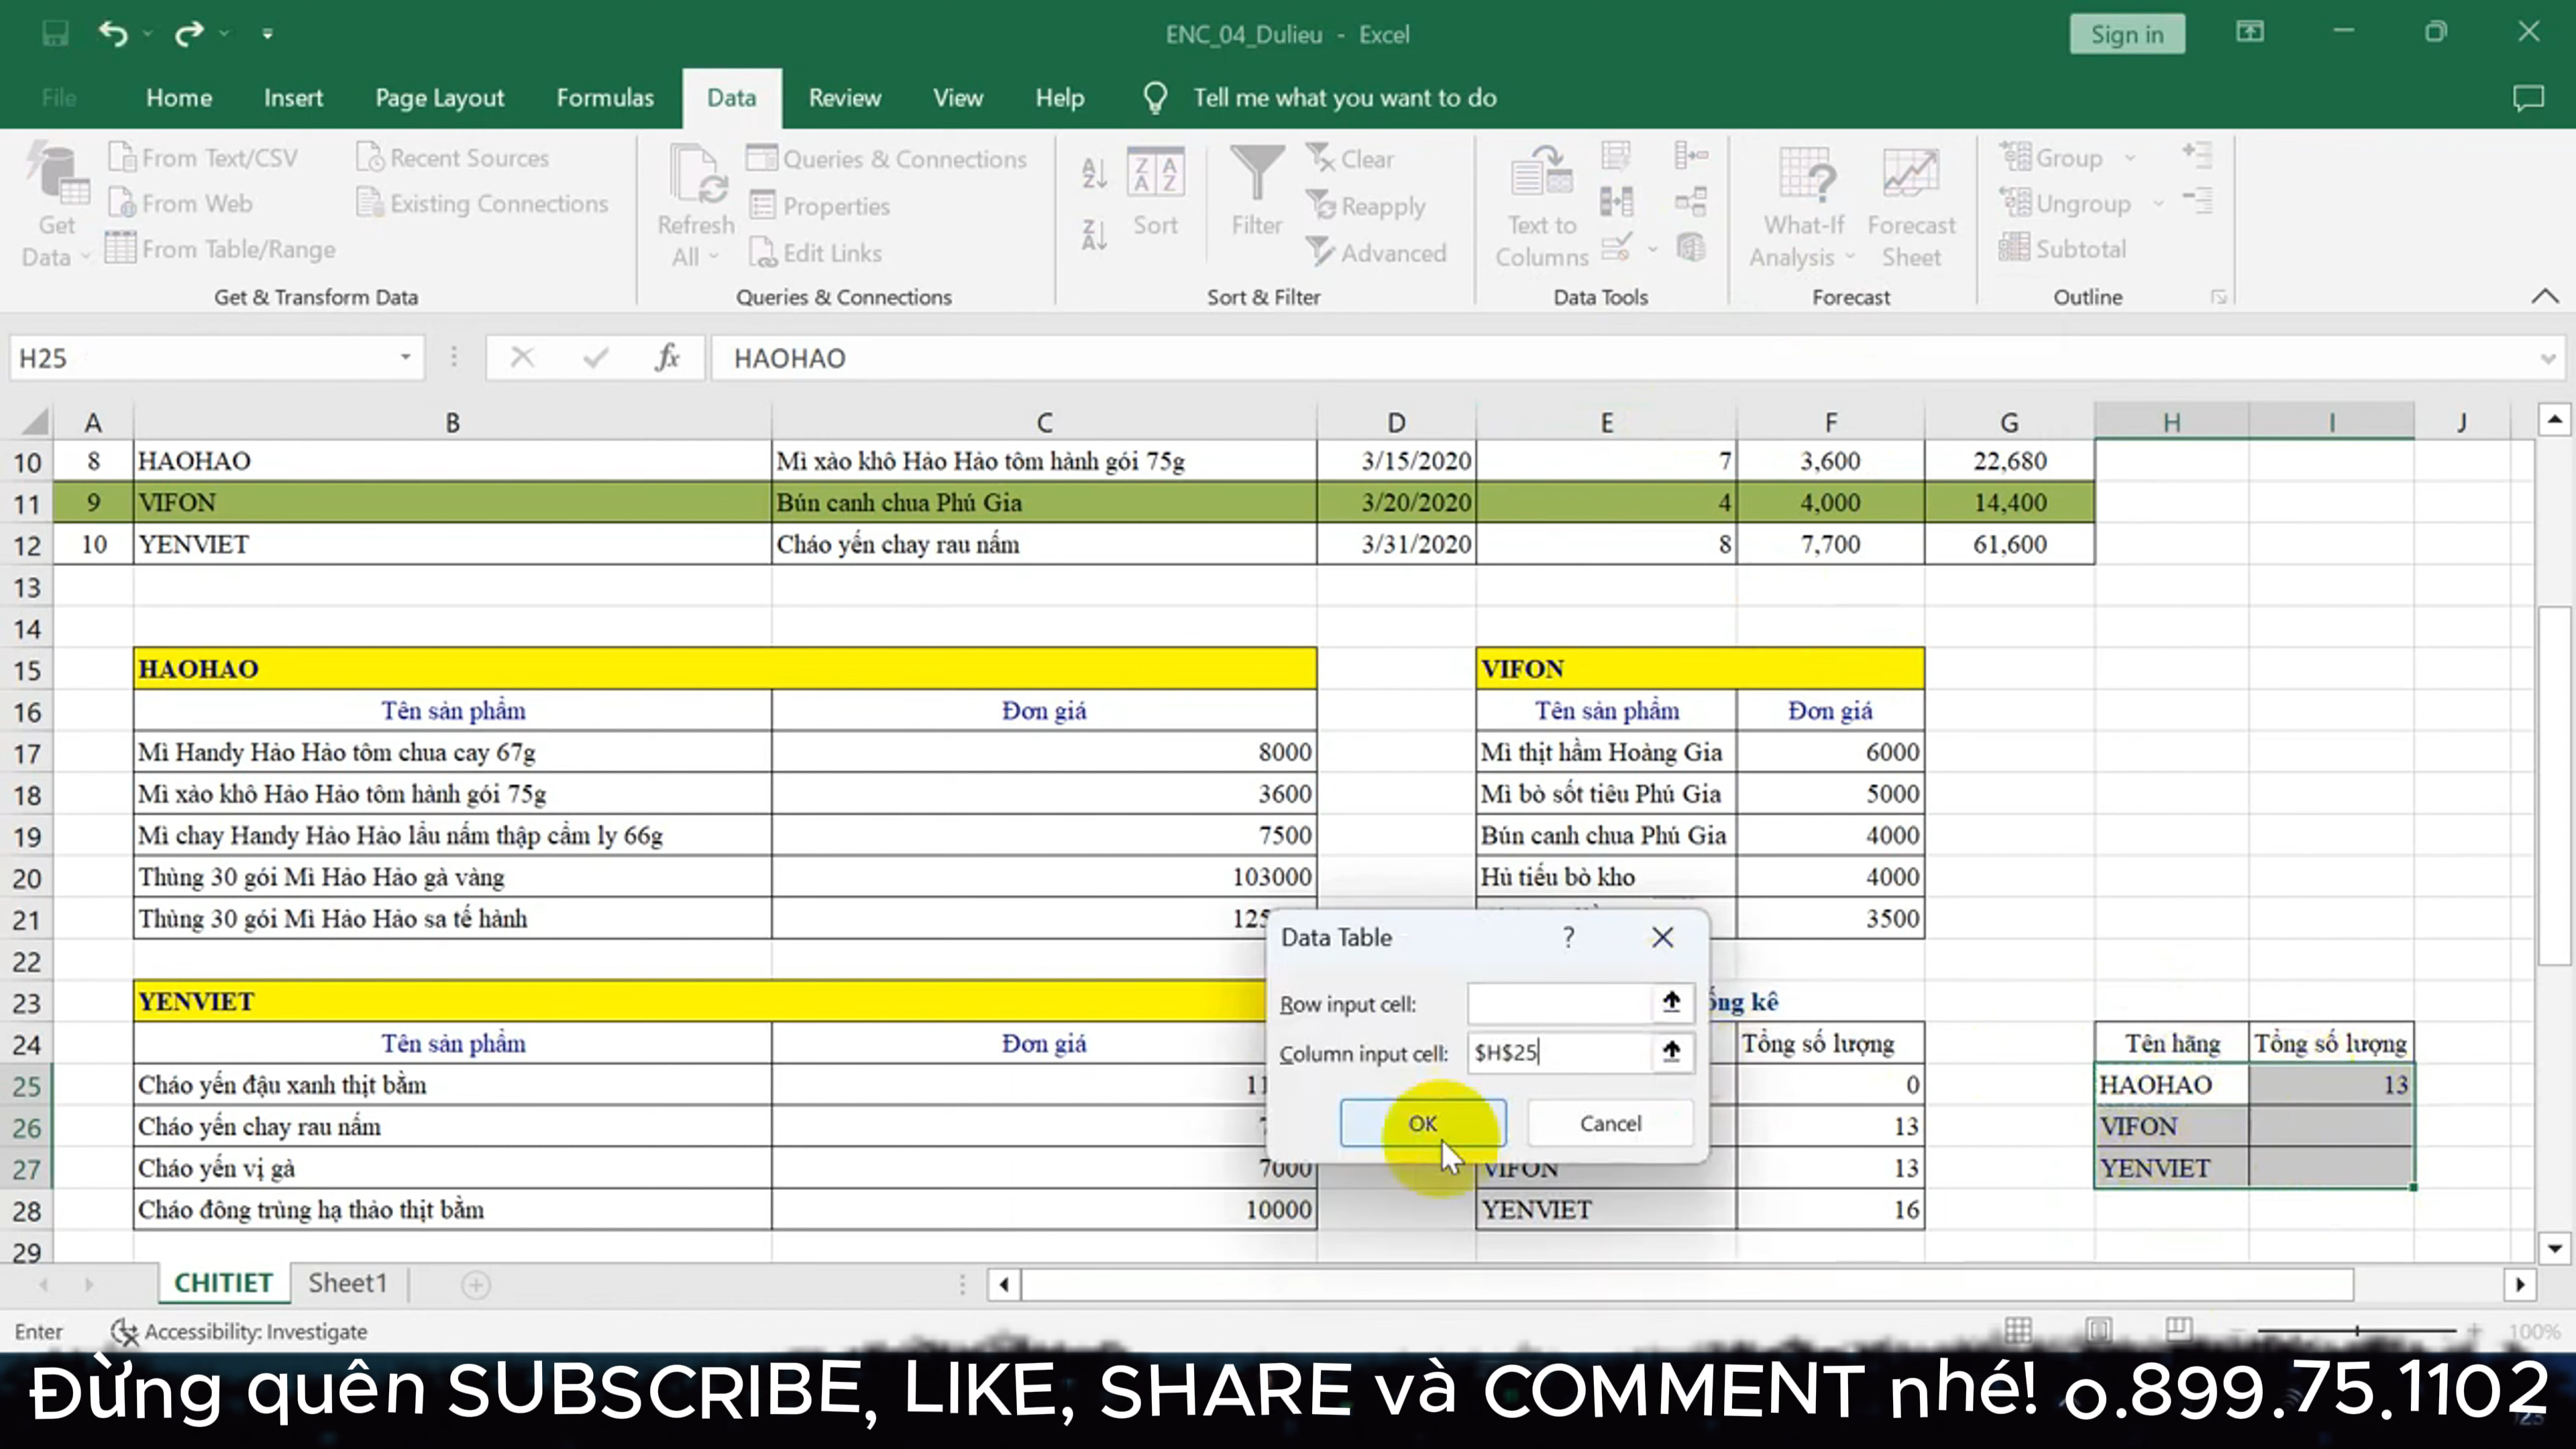 ENC_04_Dulieu - Excel
Sign in
File Home Insert Page Layout Formulas Data Review View Help Tell me what you want to do
Get Data
From Text/CSV
From Web
From Table/Range
Recent Sources
Existing Connections
Get & Transform Data
Refresh All
Queries & Connections
Properties
Edit Links
Queries & Connections
Sort
Filter
Clear
Reapply
Advanced
Sort & Filter
Text to Columns
Data Tools
What-If Analysis
Forecast Sheet
Forecast
Group
Ungroup
Subtotal
Outline
H25 fx HAOHAO
A B C D E F G H I J
10 8 HAOHAO Mì xào khô Hảo Hảo tôm hành gói 75g 3/15/2020 7 3,600 22,680
11 9 VIFON Bún canh chua Phú Gia 3/20/2020 4 4,000 14,400
12 10 YENVIET Cháo yến chay rau nấm 3/31/2020 8 7,700 61,600
13
14
15 HAOHAO VIFON
16 Tên sản phẩm Đơn giá Tên sản phẩm Đơn giá
17 Mì Handy Hảo Hảo tôm chua cay 67g 8000 Mì thịt hầm Hoàng Gia 6000
18 Mì xào khô Hảo Hảo tôm hành gói 75g 3600 Mì bò sốt tiêu Phú Gia 5000
19 Mì chay Handy Hảo Hảo lẩu nấm thập cẩm ly 66g 7500 Bún canh chua Phú Gia 4000
20 Thùng 30 gói Mì Hảo Hảo gà vàng 103000 Hủ tiếu bò kho 4000
21 Thùng 30 gói Mì Hảo Hảo sa tế hành 3500
22
23 YENVIET kê
24 Tên sản phẩm Đơn giá Tổng số lượng Tên hãng Tổng số lượng
25 Cháo yến đậu xanh thịt bằm 0 HAOHAO 13
26 Cháo yến chay rau nấm 13 VIFON
27 Cháo yến vị gà 7000 VIFON 13 YENVIET
28 Cháo đông trùng hạ thảo thịt bằm 10000 YENVIET 16
29
Data Table ?
Row input cell:
Column input cell: $H$25
OK Cancel
CHITIET Sheet1
Enter Accessibility: Investigate 100%
Đừng quên SUBSCRIBE, LIKE, SHARE và COMMENT nhé! 0.899.75.1102